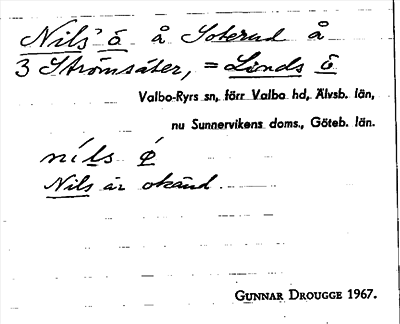 Nils' ö å Soterud å
3 Strömsäter, = Linds ö
Valbo-Ryrs sn, förr Valbo hd, Älvsb. län,
nu Sunnervikens doms., Göteb. län.
níls ǿ
Nils är okänd.
GUNNAR DROUGGE 1967.